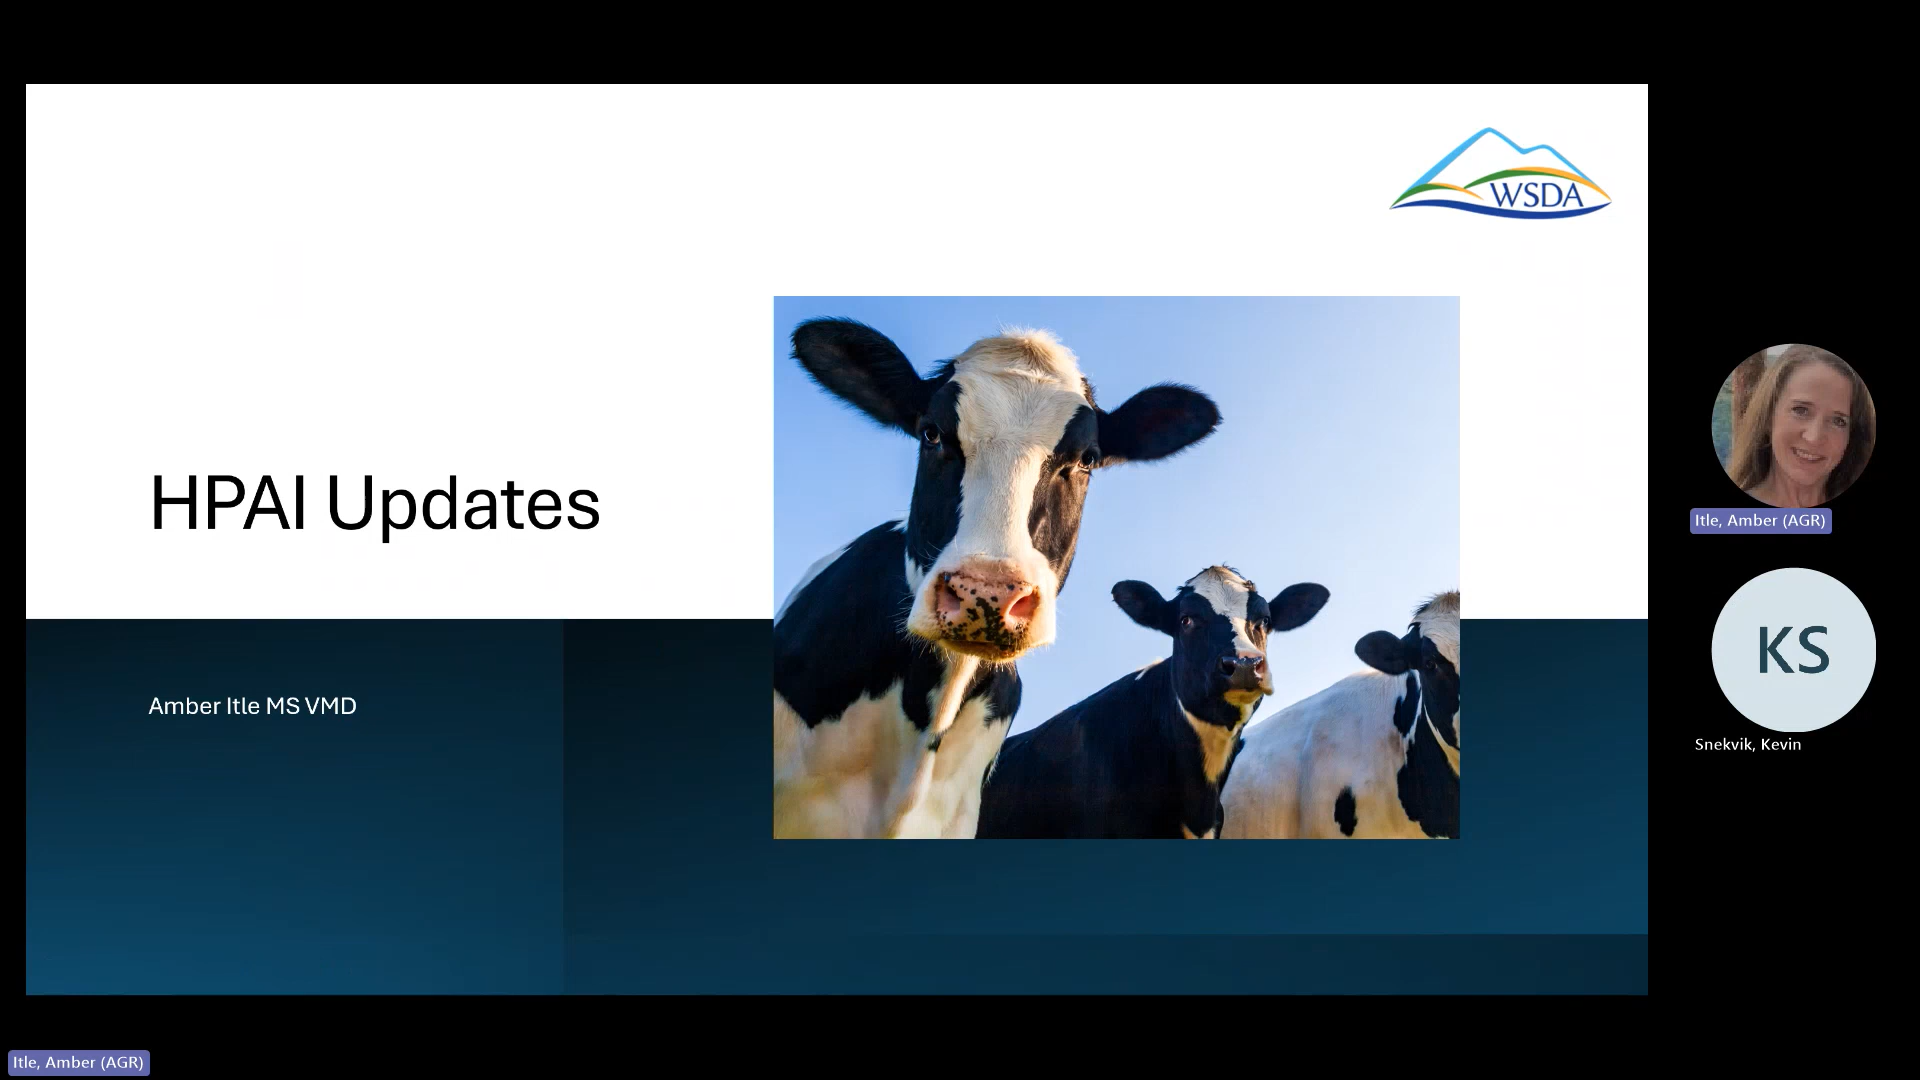 WSDA
HPAI Updates
Amber Itle MS VMD
Itle, Amber (AGR)
KS
Snekvik, Kevin
Itle, Amber (AGR)